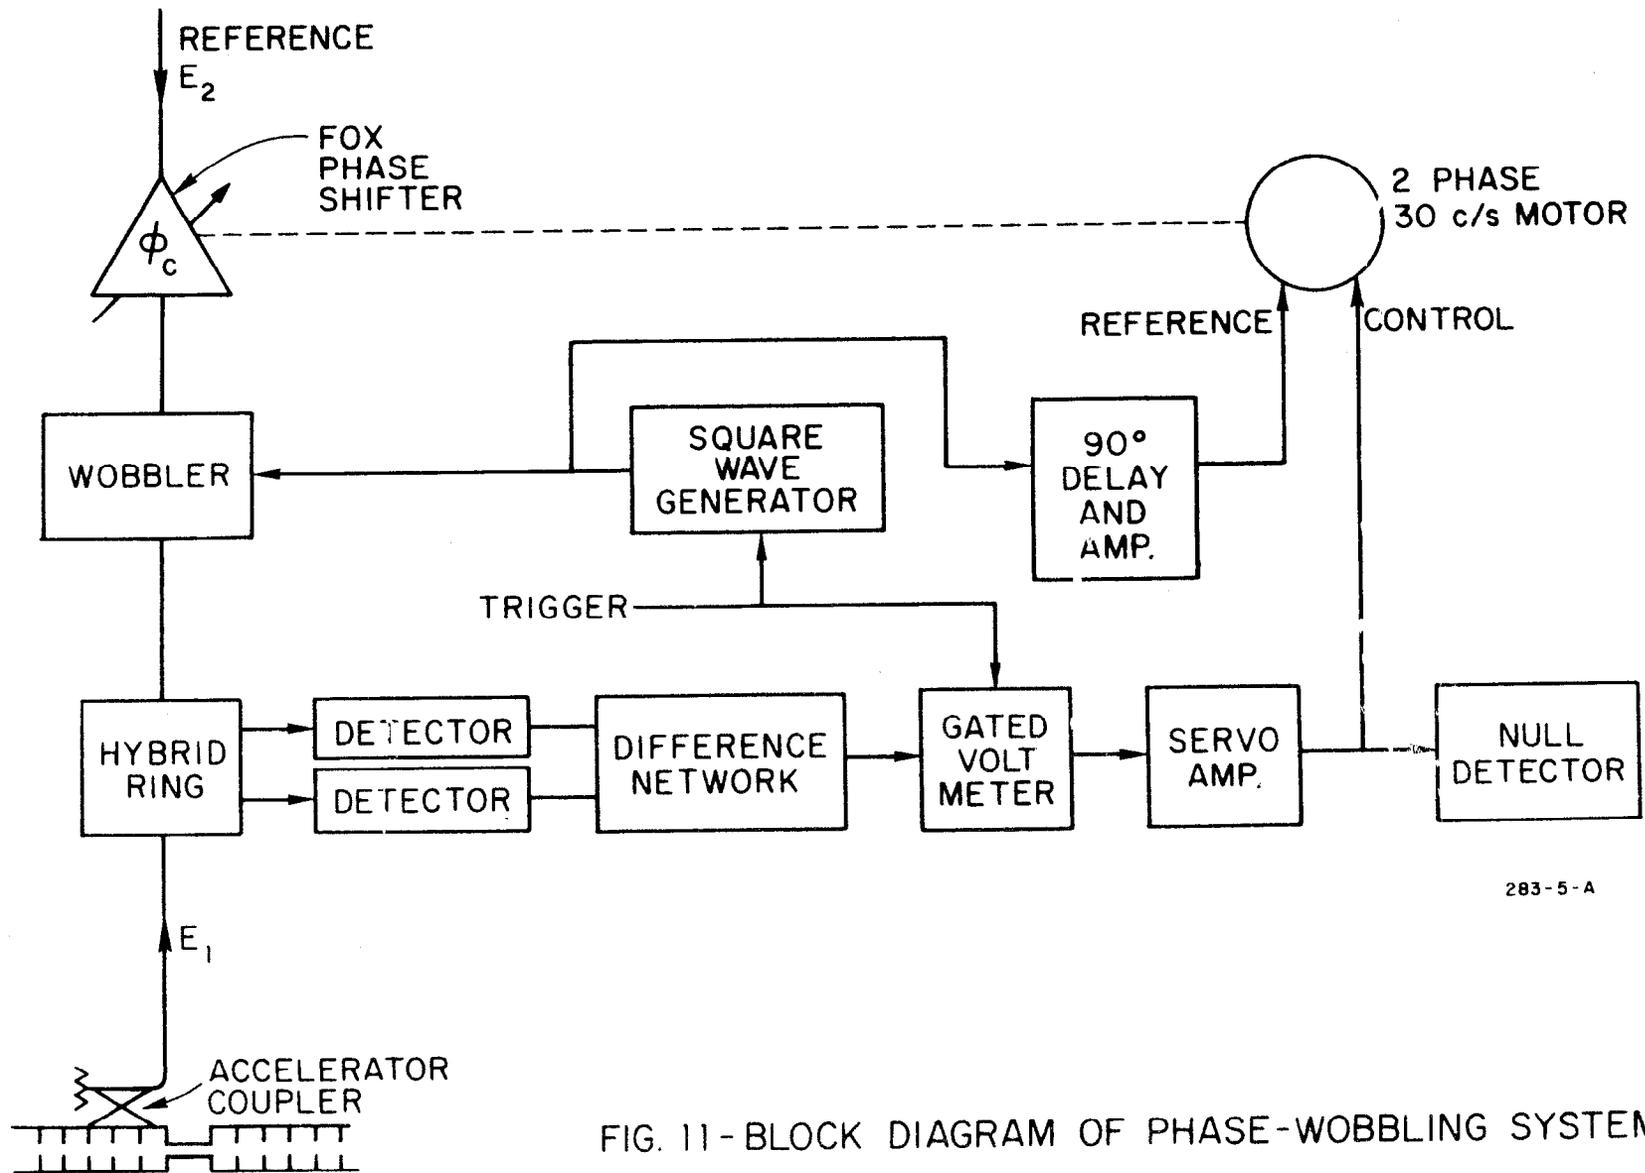 REFERENCE
E2
FOX
PHASE
SHIFTER
ϕc
2 PHASE
30 c/s MOTOR
REFERENCE
CONTROL
WOBBLER
SQUARE
WAVE
GENERATOR
90°
DELAY
AND
AMP.
TRIGGER
HYBRID
RING
DETECTOR
DETECTOR
DIFFERENCE
NETWORK
GATED
VOLT
METER
SERVO
AMP.
NULL
DETECTOR
283-5-A
E1
ACCELERATOR
COUPLER
FIG. 11 - BLOCK DIAGRAM OF PHASE-WOBBLING SYSTEM